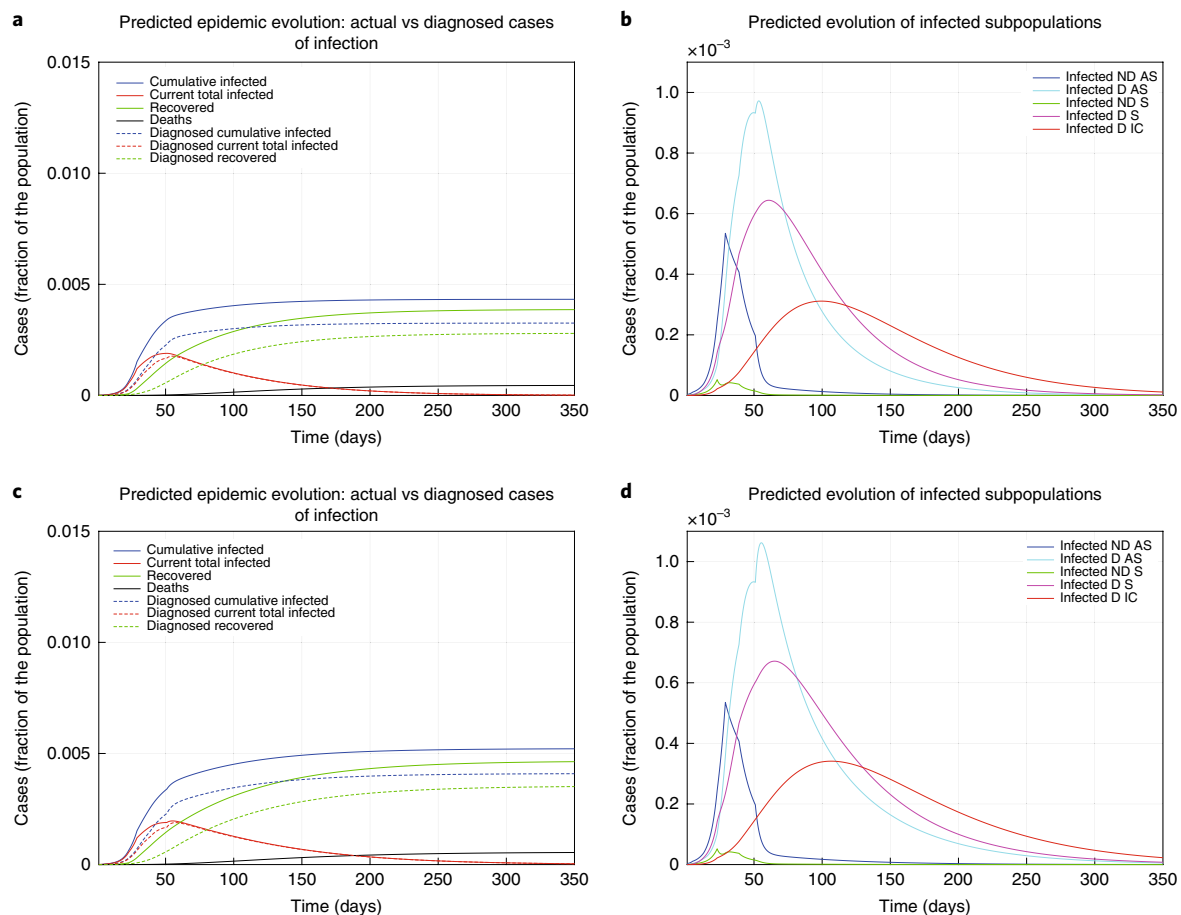 a
Predicted epidemic evolution: actual vs diagnosed cases
of infection
0.015
0.010
0.005
0
Cases (fraction of the population)
Cumulative infected
Current total infected
Recovered
Deaths
Diagnosed cumulative infected
Diagnosed current total infected
Diagnosed recovered
50 100 150 200 250 300 350
Time (days)
b
Predicted evolution of infected subpopulations
×10⁻³
1.0
0.8
0.6
0.4
0.2
0
Cases (fraction of the population)
Infected ND AS
Infected D AS
Infected ND S
Infected D S
Infected D IC
50 100 150 200 250 300 350
Time (days)
c
Predicted epidemic evolution: actual vs diagnosed cases
of infection
0.015
0.010
0.005
0
Cases (fraction of the population)
Cumulative infected
Current total infected
Recovered
Deaths
Diagnosed cumulative infected
Diagnosed current total infected
Diagnosed recovered
50 100 150 200 250 300 350
Time (days)
d
Predicted evolution of infected subpopulations
×10⁻³
1.0
0.8
0.6
0.4
0.2
0
Cases (fraction of the population)
Infected ND AS
Infected D AS
Infected ND S
Infected D S
Infected D IC
50 100 150 200 250 300 350
Time (days)